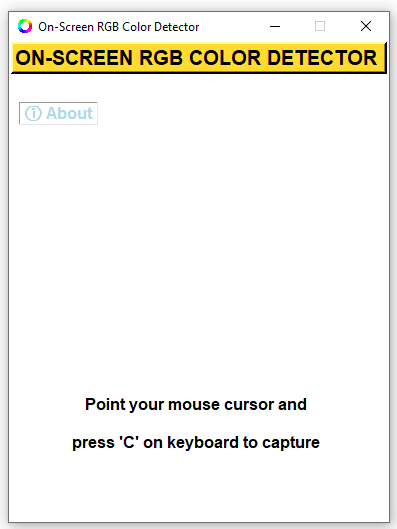 On-Screen RGB Color Detector
ON-SCREEN RGB COLOR DETECTOR
ⓘ About
Point your mouse cursor and
press 'C' on keyboard to capture